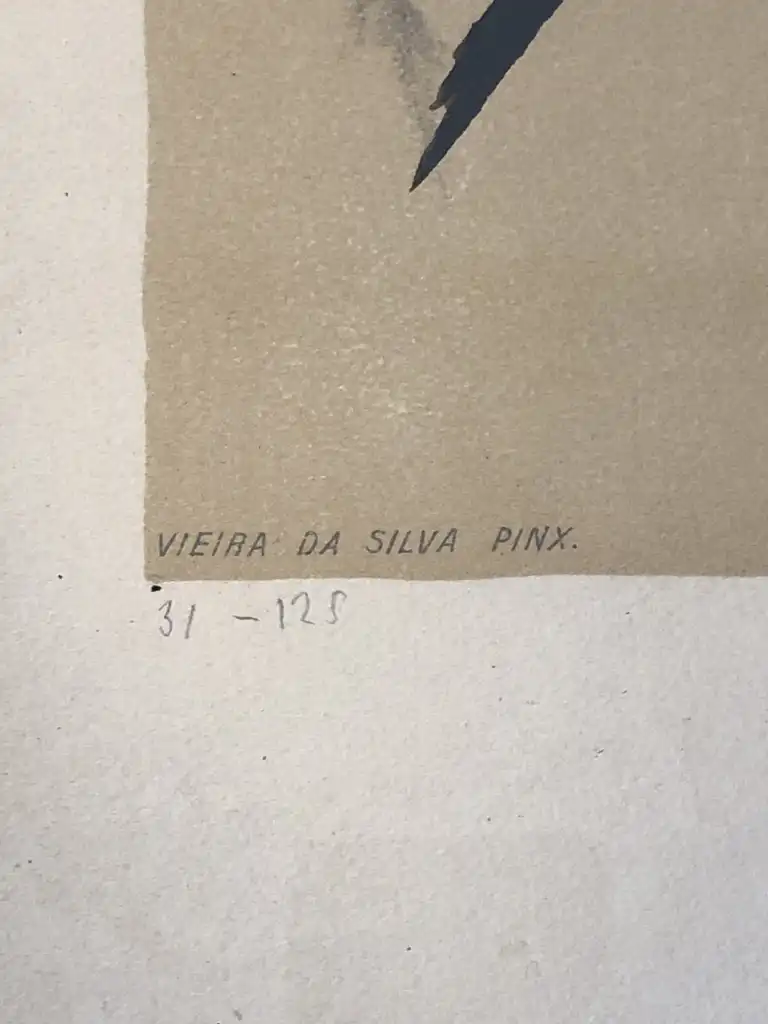 VIEIRA DA SILVA PINX.
31 - 125